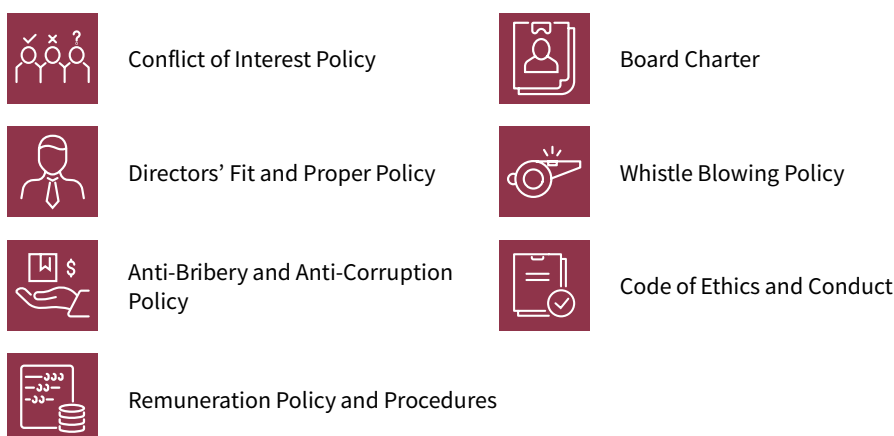 Conflict of Interest Policy
Board Charter
Directors’ Fit and Proper Policy
Whistle Blowing Policy
Anti-Bribery and Anti-Corruption
Policy
Code of Ethics and Conduct
Remuneration Policy and Procedures